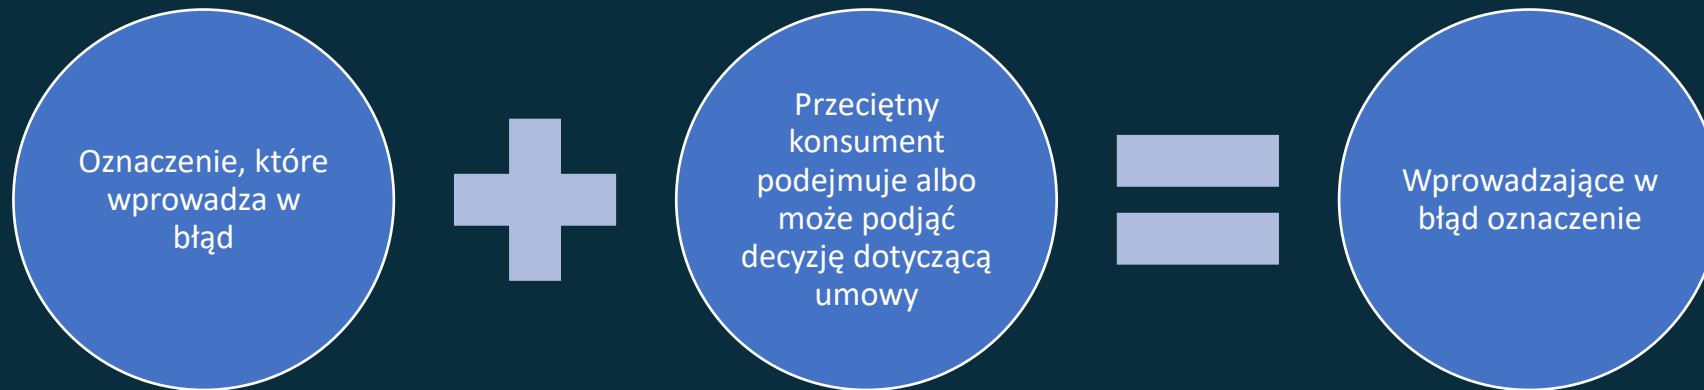 Oznaczenie, które
wprowadza w
błąd
Przeciętny
konsument
podejmuje albo
może podjąć
decyzję dotyczącą
umowy
Wprowadzające w
błąd oznaczenie